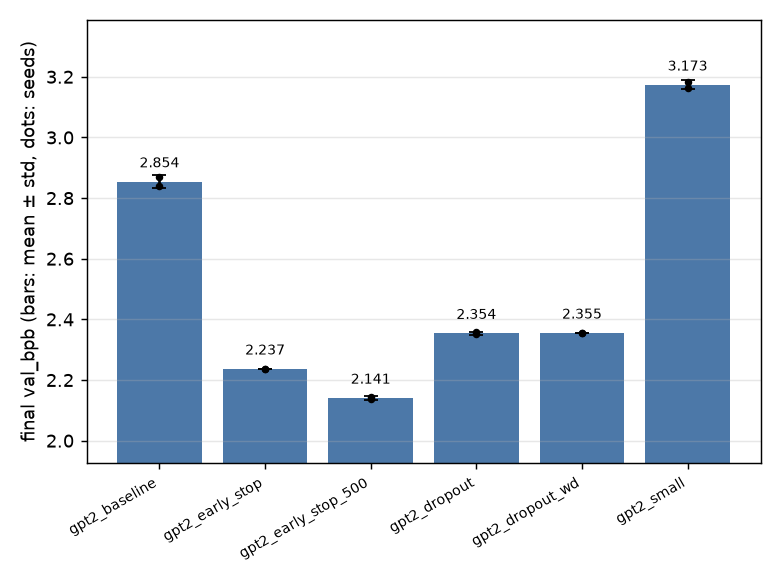 final val_bpb (bars: mean ± std, dots: seeds)
3.2
3.0
2.8
2.6
2.4
2.2
2.0
2.854
2.237
2.141
2.354
2.355
3.173
gpt2_baseline
gpt2_early_stop
gpt2_early_stop_500
gpt2_dropout
gpt2_dropout_wd
gpt2_small